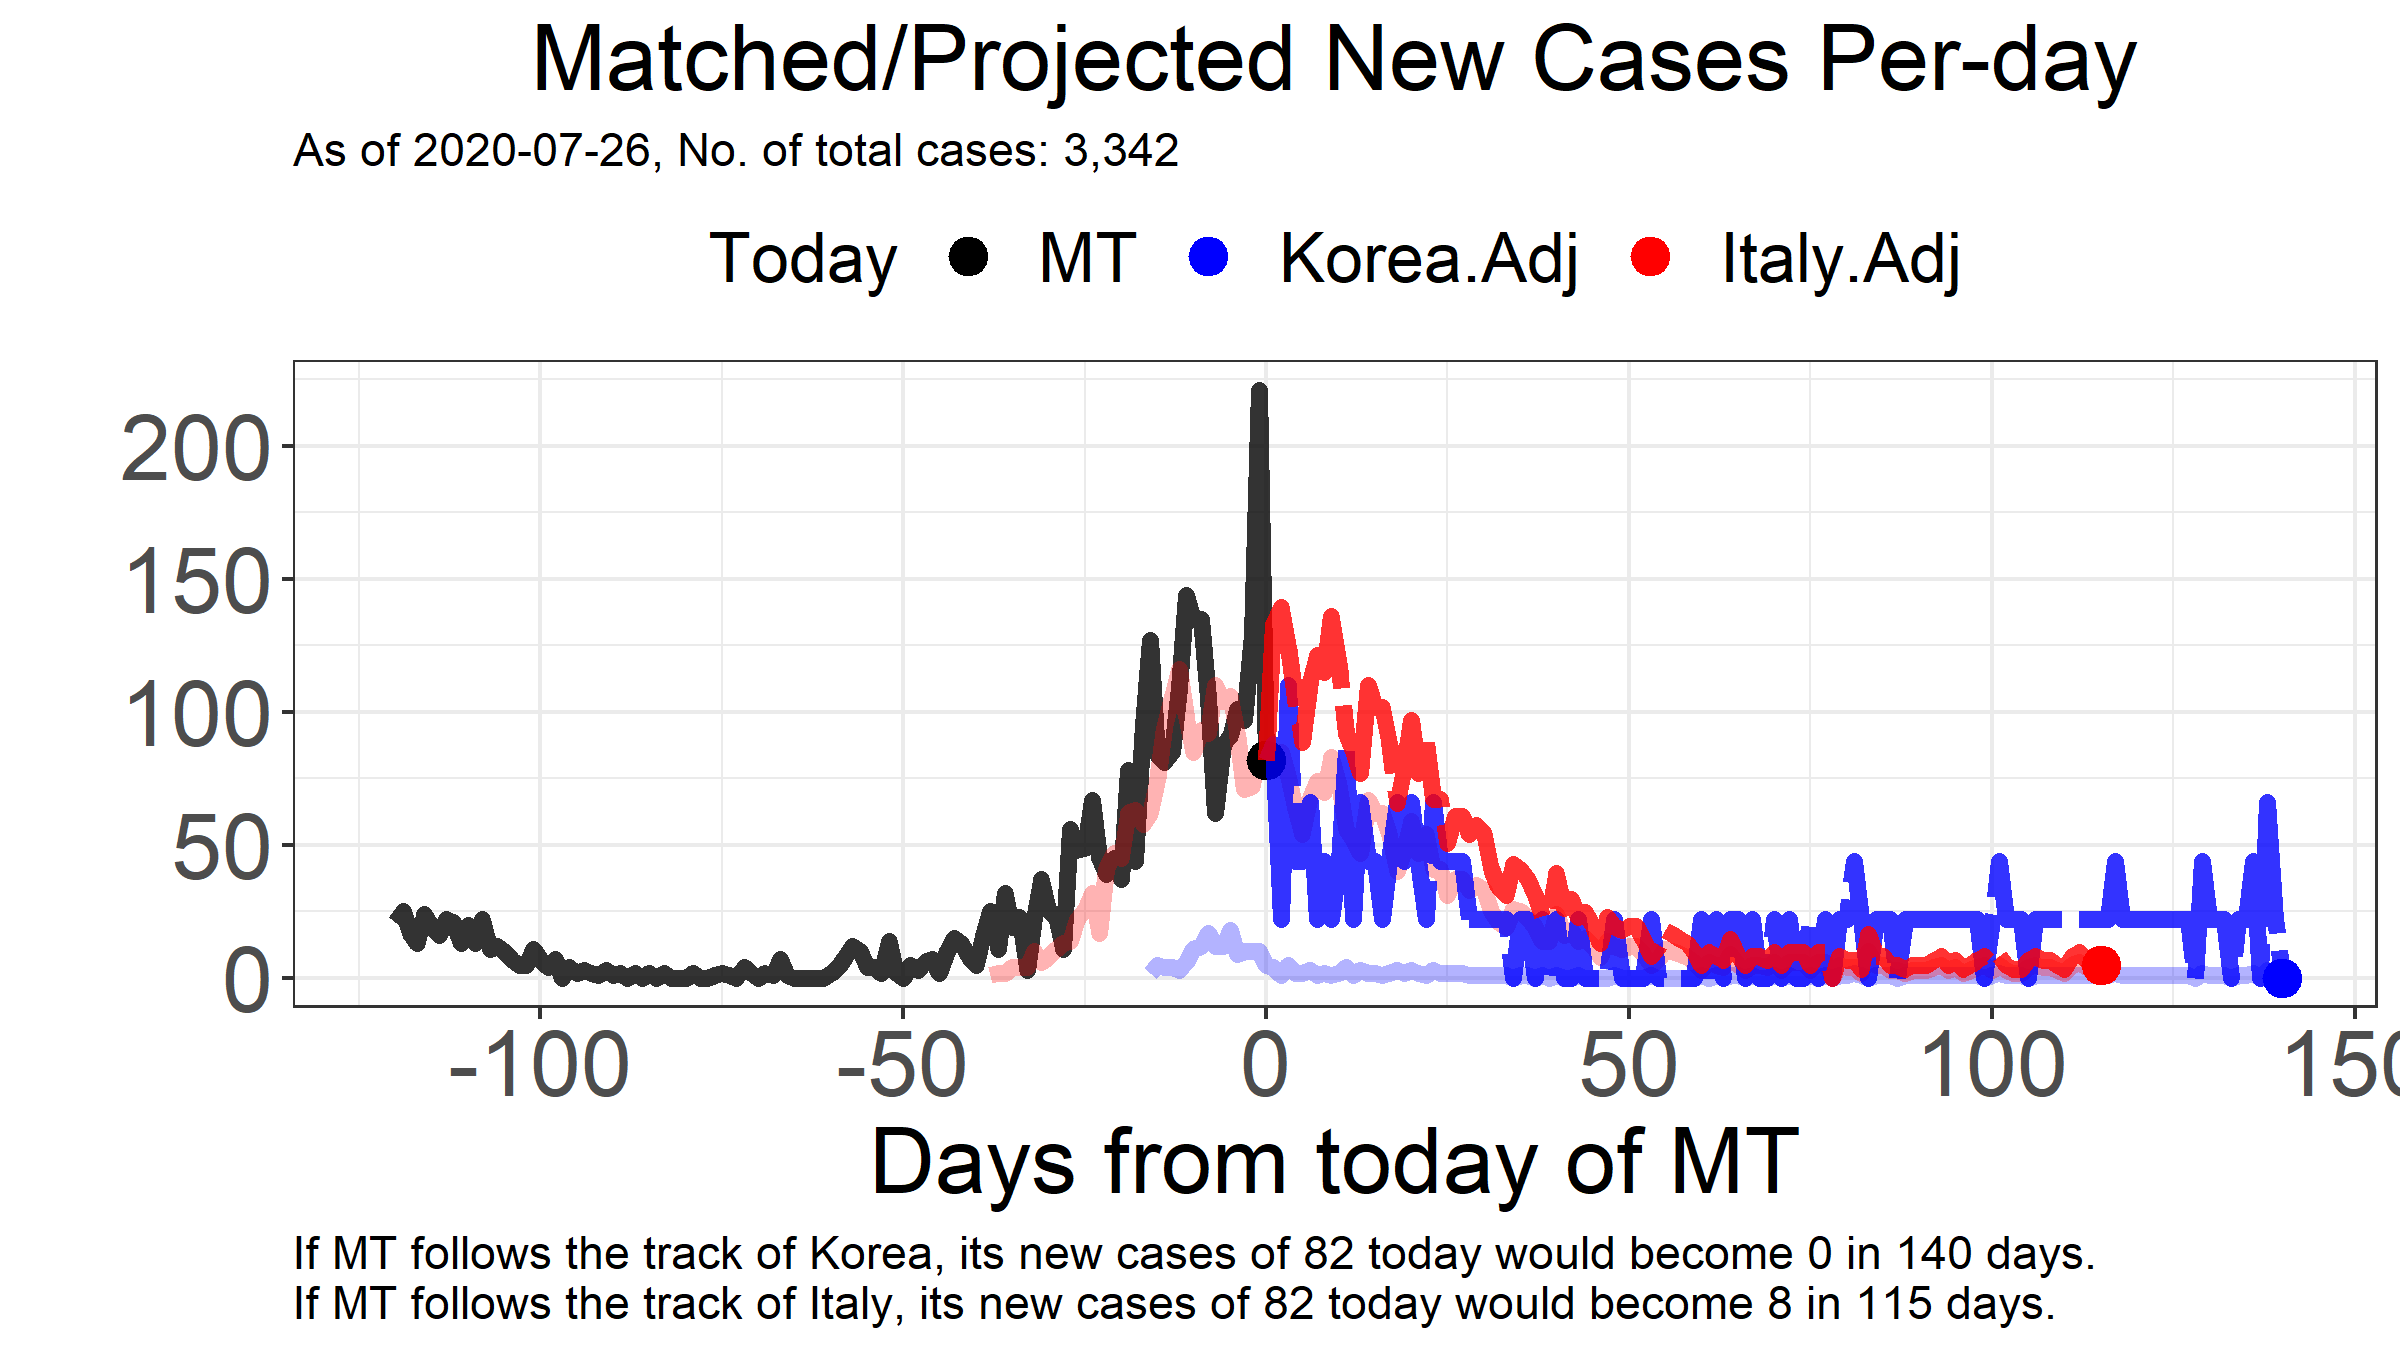 Matched/Projected New Cases Per-day
As of 2020-07-26, No. of total cases: 3,342
Today MT Korea.Adj Italy.Adj
200
150
100
50
0
-100 -50 0 50 100 150
Days from today of MT
If MT follows the track of Korea, its new cases of 82 today would become 0 in 140 days.
If MT follows the track of Italy, its new cases of 82 today would become 8 in 115 days.